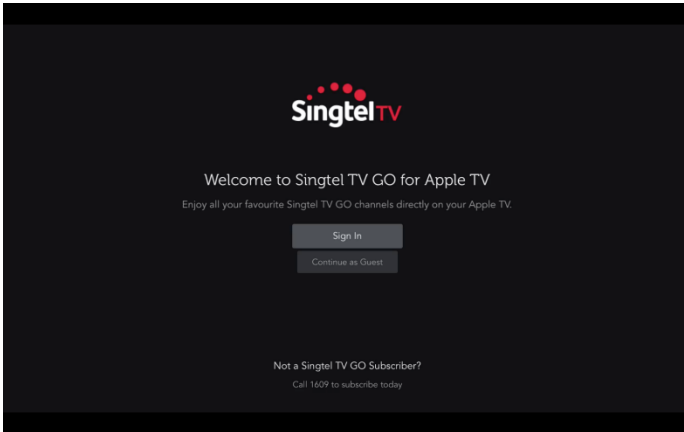 SingtelTV
Welcome to Singtel TV GO for Apple TV
Enjoy all your favourite Singtel TV GO channels directly on your Apple TV.
Sign In
Continue as Guest
Not a Singtel TV GO Subscriber?
Call 1609 to subscribe today